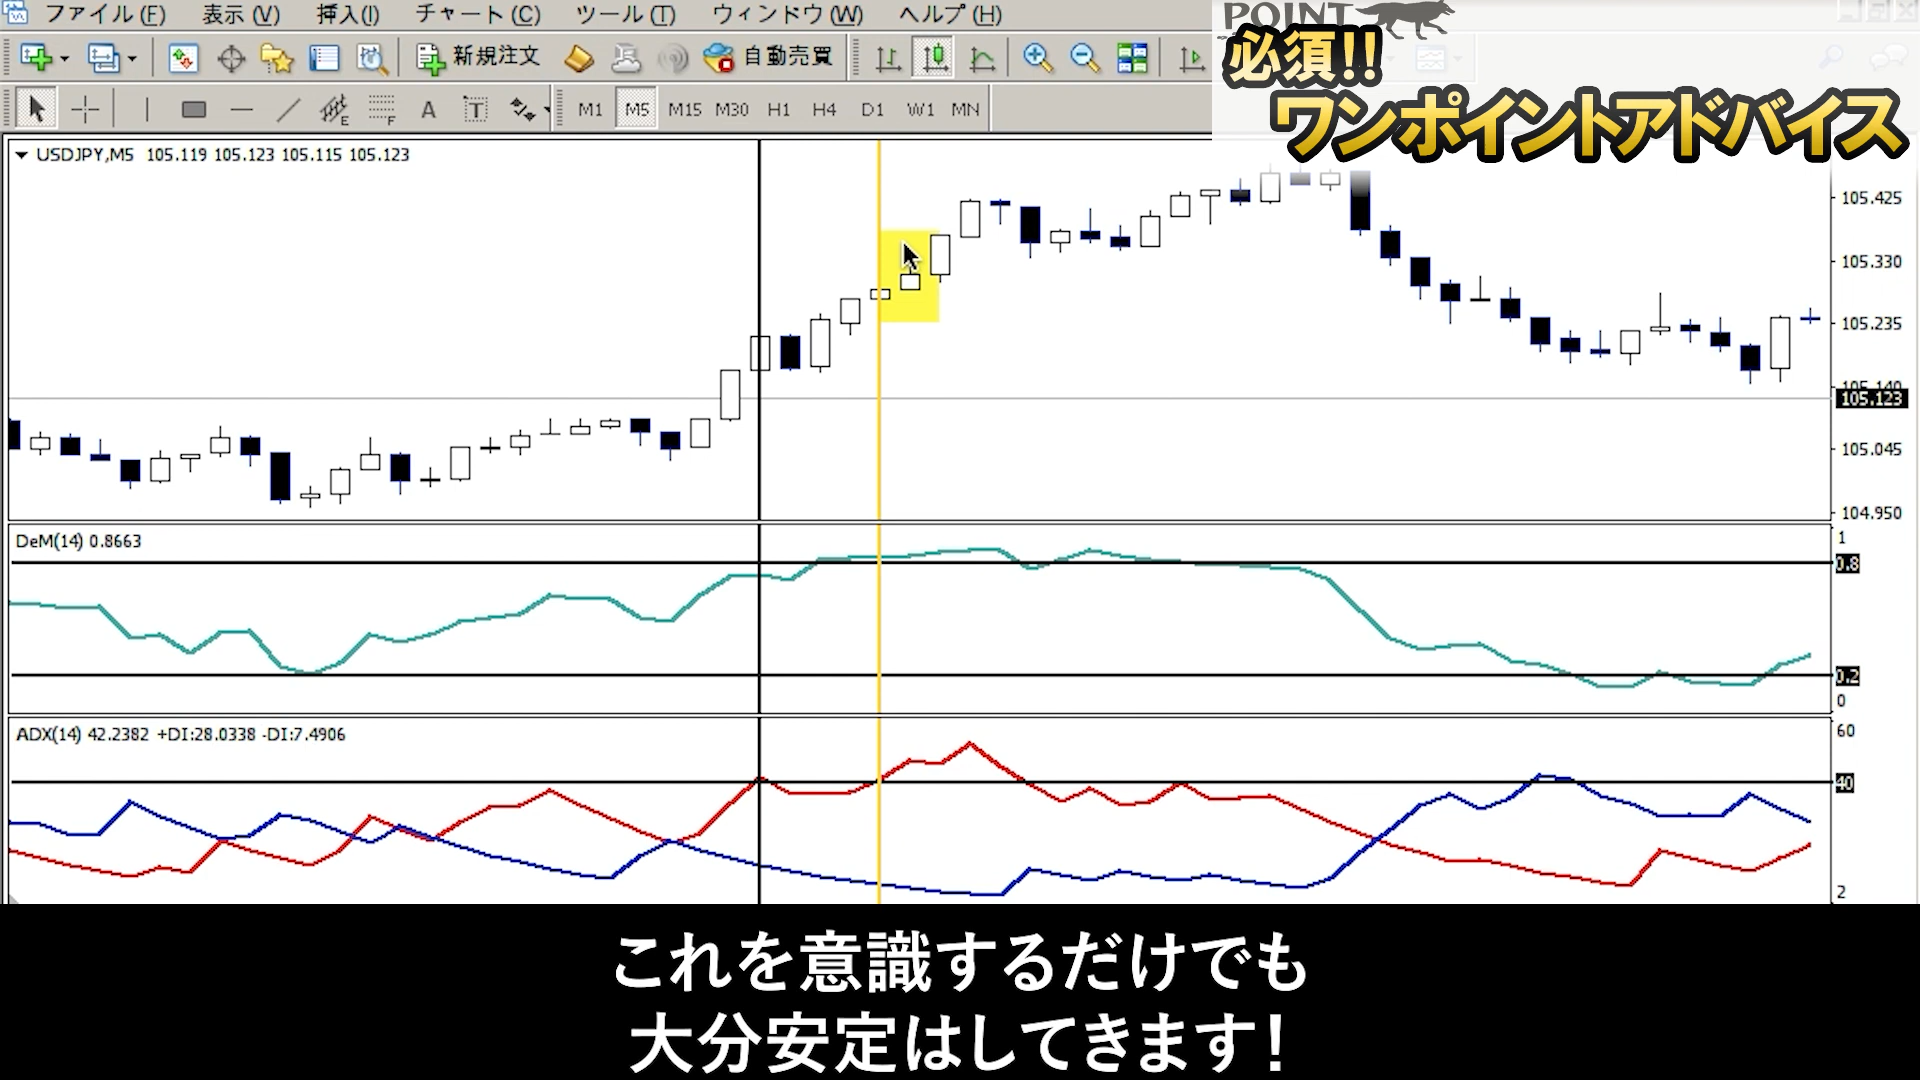 ファイル(F) 表示(V) 挿入(I) チャート(C) ツール(T) ウィンドウ(W) ヘルプ(H)
POINT
必須!!
ワンポイントアドバイス
新規注文 自動売買
E F A T M1 M5 M15 M30 H1 H4 D1 W1 MN
USDJPY,M5 105.119 105.123 105.115 105.123
105.425
105.330
105.235
105.140
105.123
105.045
104.950
DeM(14) 0.8663
1
0.8
0.2
0
ADX(14) 42.2382 +DI:28.0338 -DI:7.4906
60
40
2
これを意識するだけでも
大分安定はしてきます!